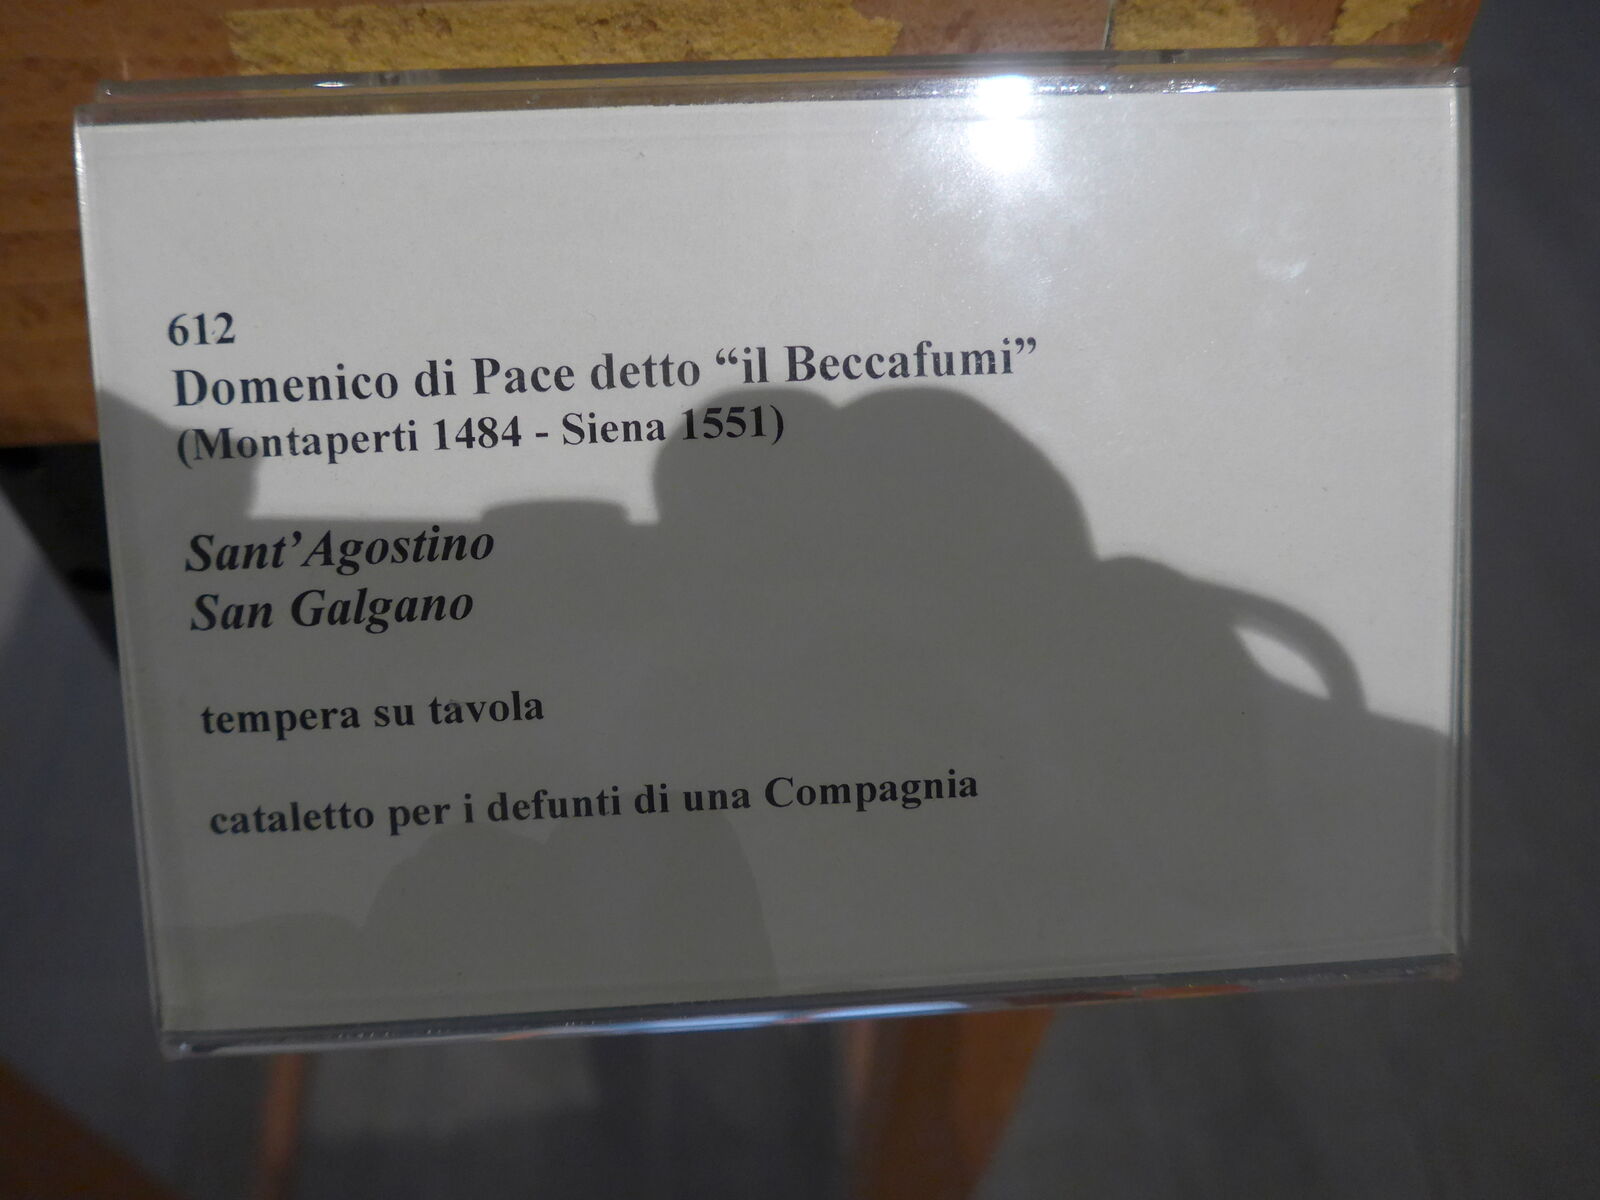 612
Domenico di Pace detto “il Beccafumi”
(Montaperti 1484 - Siena 1551)
Sant’Agostino
San Galgano
tempera su tavola
cataletto per i defunti di una Compagnia